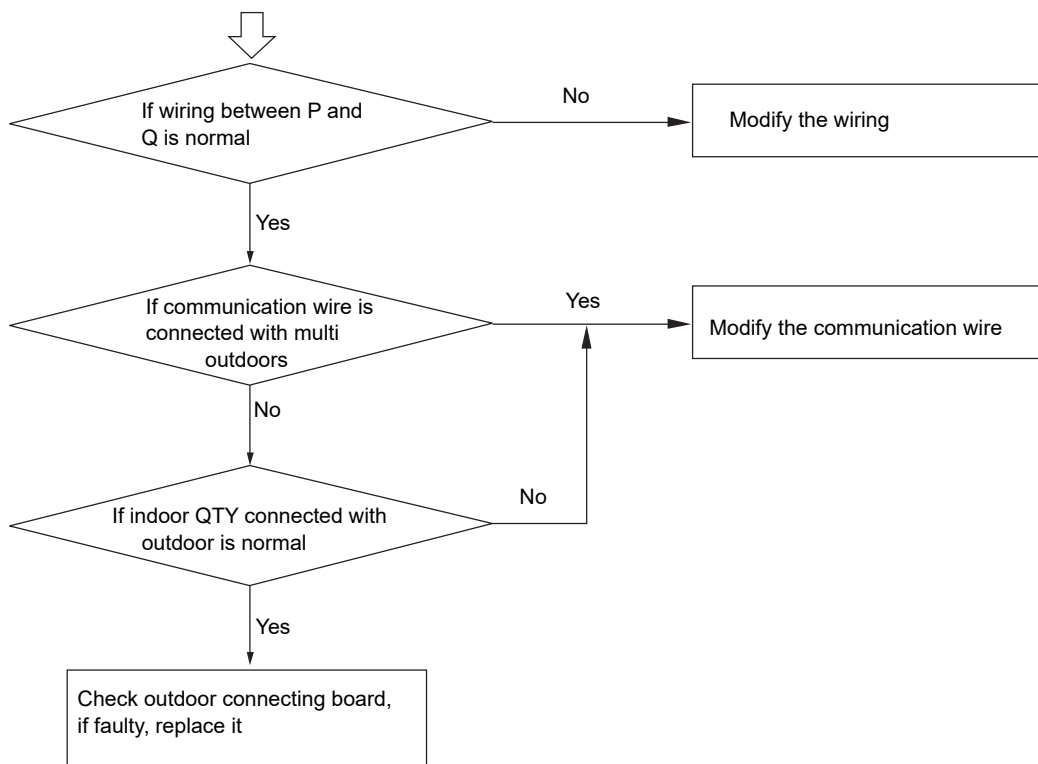 If wiring between P and
Q is normal
No
Modify the wiring
Yes
If communication wire is
connected with multi
outdoors
Yes
Modify the communication wire
No
If indoor QTY connected with
outdoor is normal
No
Yes
Check outdoor connecting board,
if faulty, replace it